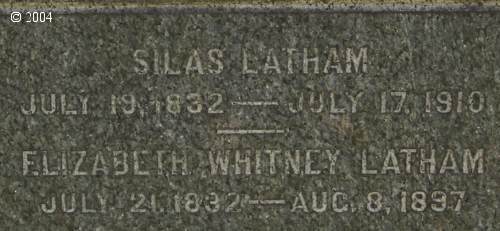 © 2004
SILAS LATHAM
JULY 19, 1832 — JULY 17, 1910
ELIZABETH WHITNEY LATHAM
JULY 21, 1832 — AUG. 8, 1897